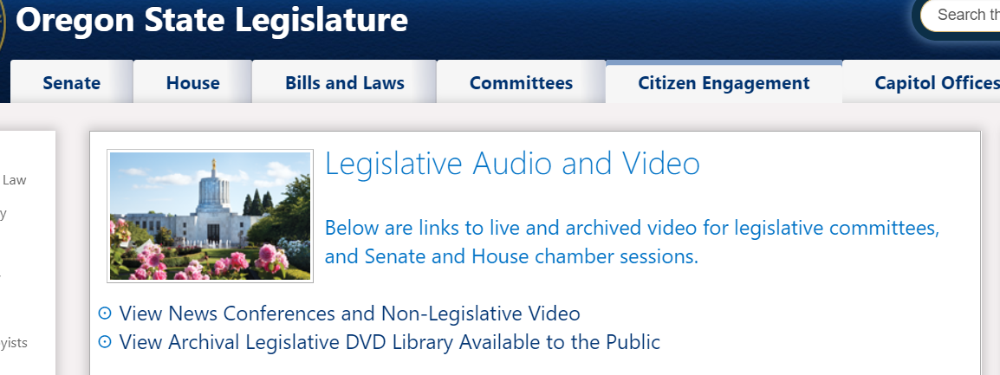 Oregon State Legislature
Search th
Senate
House
Bills and Laws
Committees
Citizen Engagement
Capitol Offices
Law
y
yists
Legislative Audio and Video
Below are links to live and archived video for legislative committees,
and Senate and House chamber sessions.
View News Conferences and Non-Legislative Video
View Archival Legislative DVD Library Available to the Public